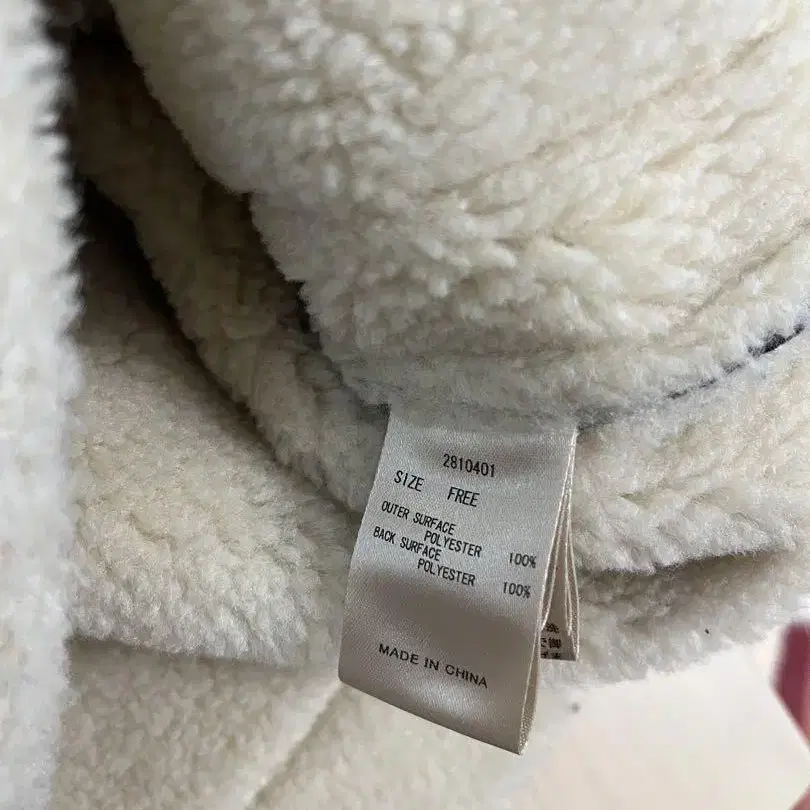 2810401
SIZE FREE
OUTER SURFACE
POLYESTER 100%
BACK SURFACE
POLYESTER 100%
MADE IN CHINA